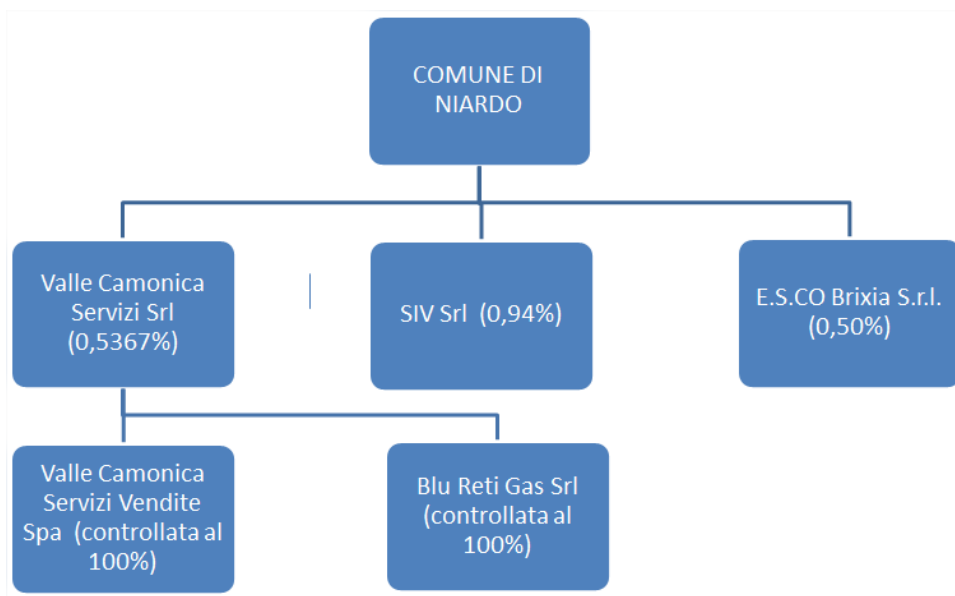 COMUNE DI
NIARDO
Valle Camonica
Servizi Srl
(0,5367%)
SIV Srl (0,94%)
E.S.CO Brixia S.r.l.
(0,50%)
Valle Camonica
Servizi Vendite
Spa (controllata al
100%)
Blu Reti Gas Srl
(controllata al
100%)